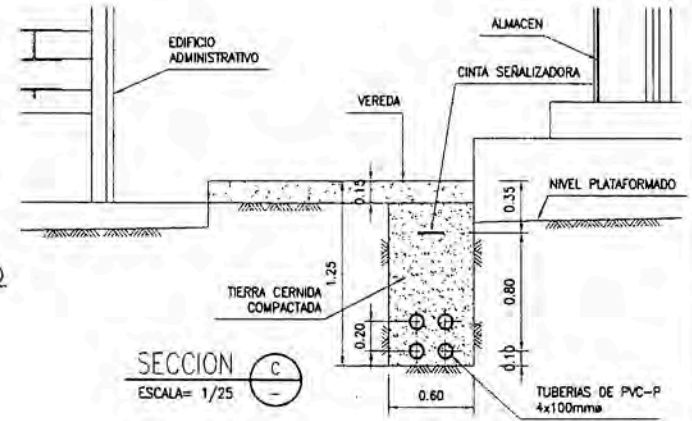 ALMACEN
EDIFICIO
ADMINISTRATIVO
CINTA SEÑALIZADORA
VEREDA
0.15
0.35
NIVEL PLATAFORMADO
1.25
TIERRA CERNIDA
COMPACTADA
0.80
0.20
0.10
SECCION C
ESCALA= 1/25 -
0.60
TUBERIAS DE PVC-P
4x100mmø